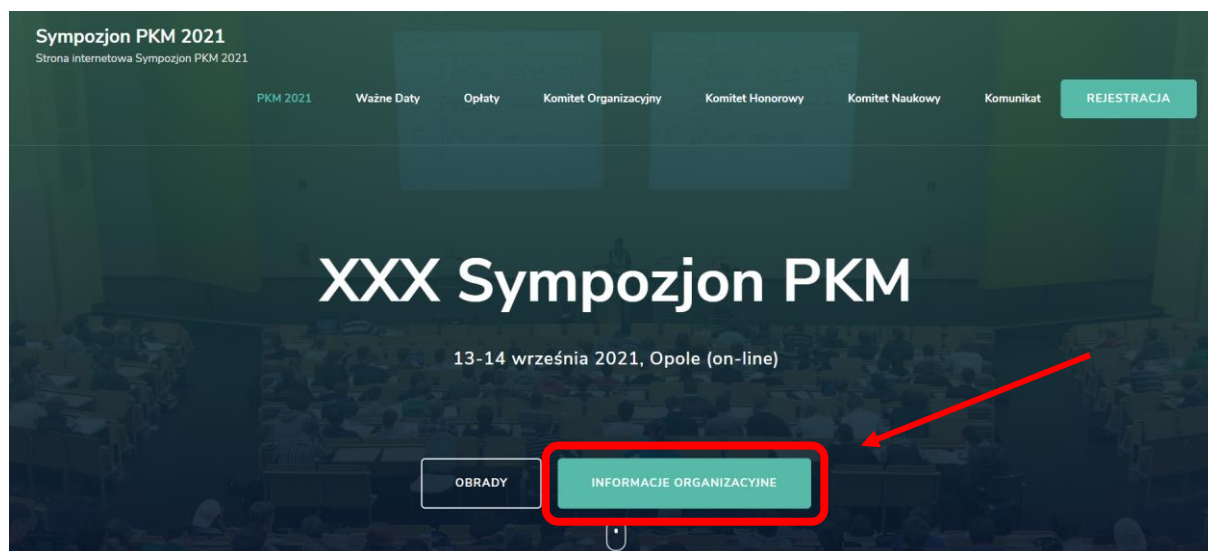 Sympozjon PKM 2021
Strona internetowa Sympozjon PKM 2021
PKM 2021 Ważne Daty Opłaty Komitet Organizacyjny Komitet Honorowy Komitet Naukowy Komunikat REJESTRACJA
XXX Sympozjon PKM
13-14 września 2021, Opole (on-line)
OBRADY INFORMACJE ORGANIZACYJNE